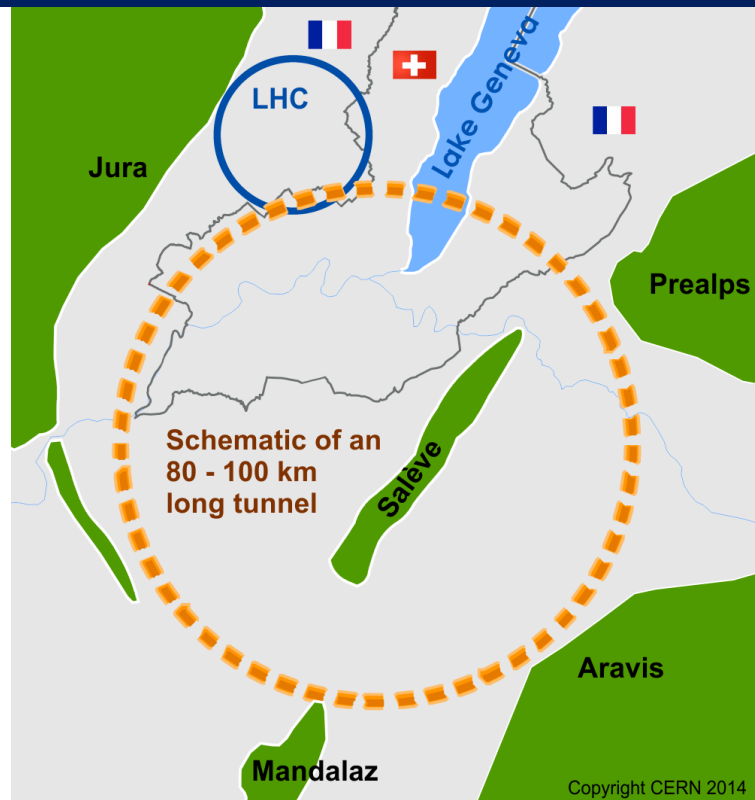 LHC
Lake Geneva
Jura
Prealps
Schematic of an
80 - 100 km
long tunnel
Salève
Aravis
Mandalaz
Copyright CERN 2014